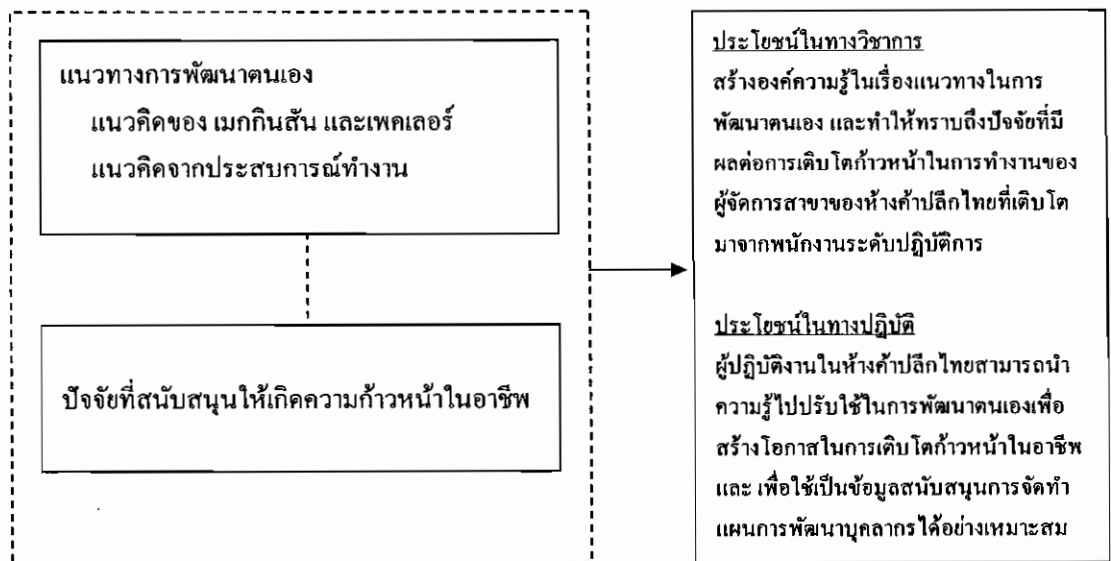 แนวทางการพัฒนาตนเอง
แนวคิดของ เมกกินสัน และเพดเลอร์
แนวคิดจากประสบการณ์ทำงาน
ปัจจัยที่สนับสนุนให้เกิดความก้าวหน้าในอาชีพ
ประโยชน์ในทางวิชาการ
สร้างองค์ความรู้ในเรื่องแนวทางในการ
พัฒนาตนเอง และทำให้ทราบถึงปัจจัยที่มี
ผลต่อการเติบโตก้าวหน้าในการทำงานของ
ผู้จัดการสาขาของห้างค้าปลีกไทยที่เติบโต
มาจากพนักงานระดับปฏิบัติการ
ประโยชน์ในทางปฏิบัติ
ผู้ปฏิบัติงานในห้างค้าปลีกไทยสามารถนำ
ความรู้ไปปรับใช้ในการพัฒนาตนเองเพื่อ
สร้างโอกาสในการเติบโตก้าวหน้าในอาชีพ
และ เพื่อใช้เป็นข้อมูลสนับสนุนการจัดทำ
แผนการพัฒนาบุคลากรได้อย่างเหมาะสม